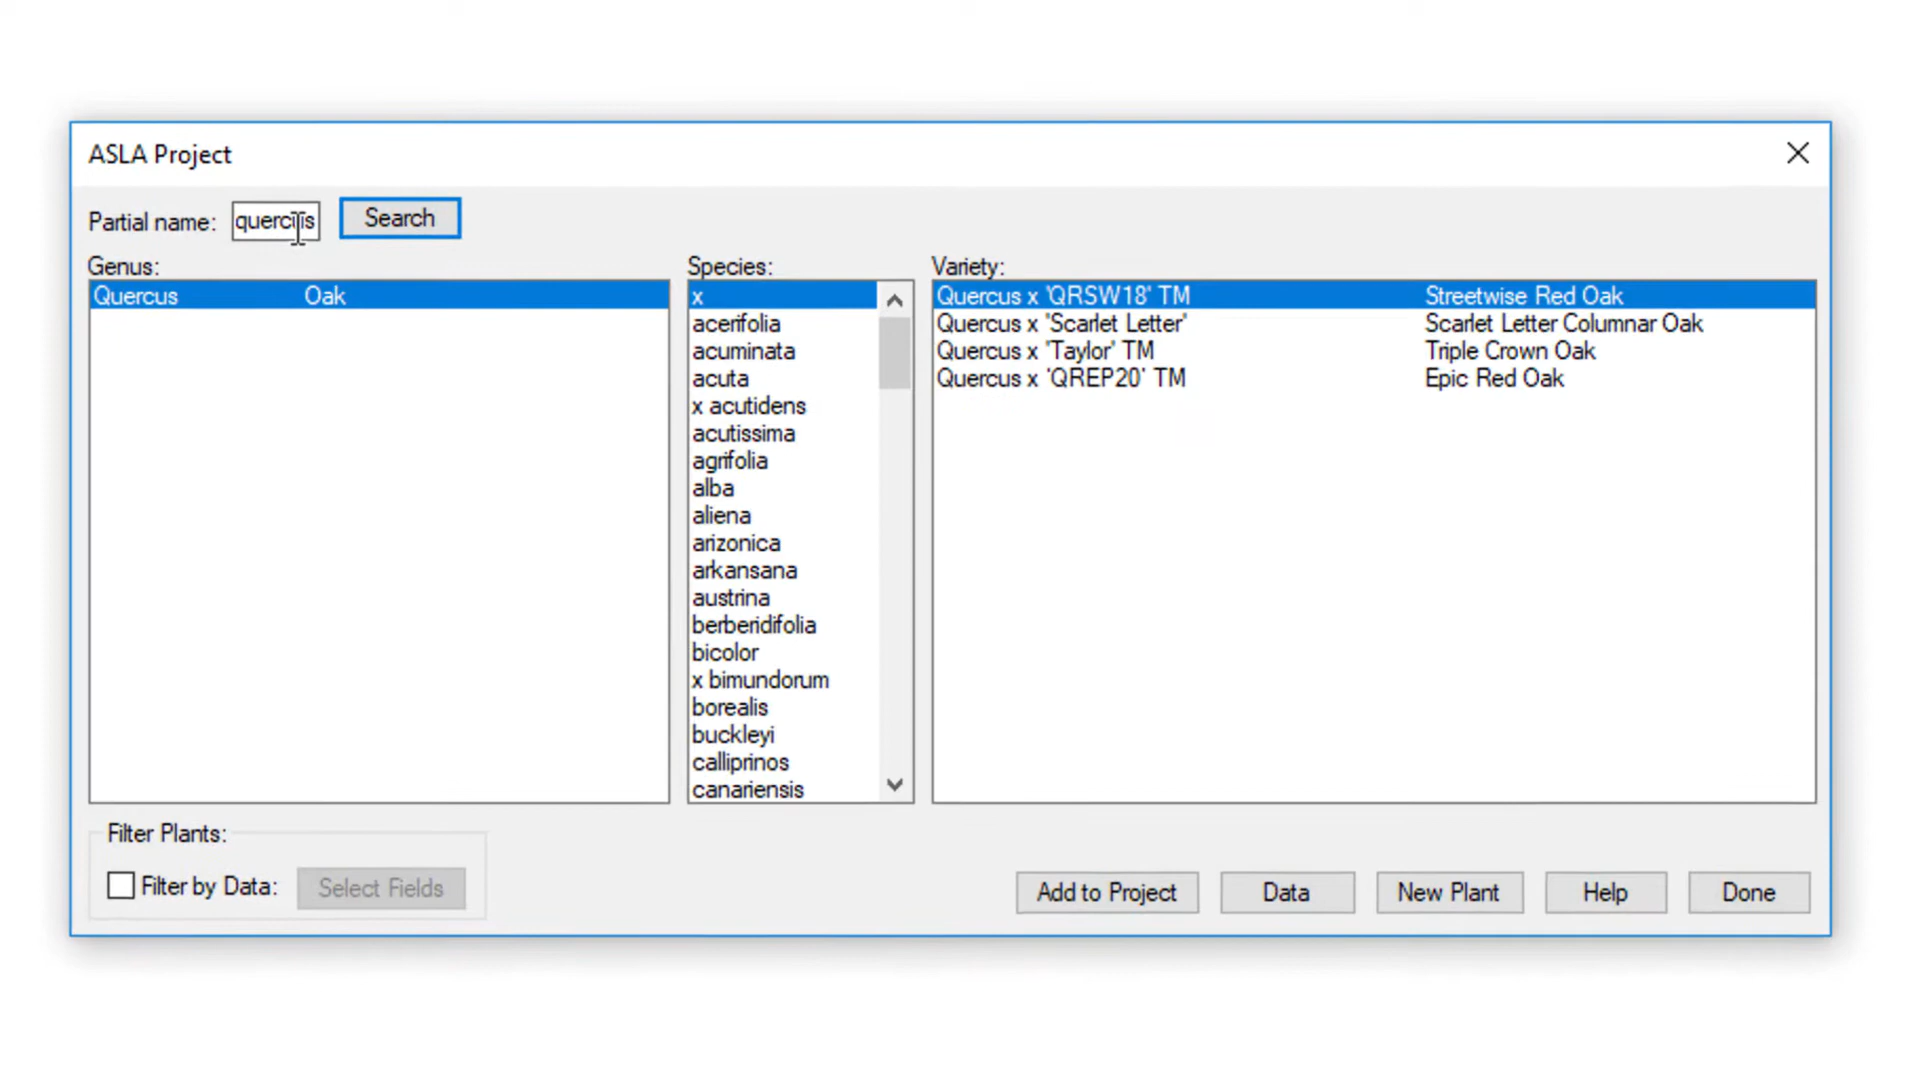 ASLA Project
Partial name: quercus Search
Genus: Species: Variety:
Quercus Oak
x
acerifolia
acuminata
acuta
x acutidens
acutissima
agrifolia
alba
aliena
arizonica
arkansana
austrina
berberidifolia
bicolor
x bimundorum
borealis
buckleyi
calliprinos
canariensis
Quercus x 'QRSW18' TM Streetwise Red Oak
Quercus x 'Scarlet Letter' Scarlet Letter Columnar Oak
Quercus x 'Taylor' TM Triple Crown Oak
Quercus x 'QREP20' TM Epic Red Oak
Filter Plants:
Filter by Data: Select Fields
Add to Project Data New Plant Help Done